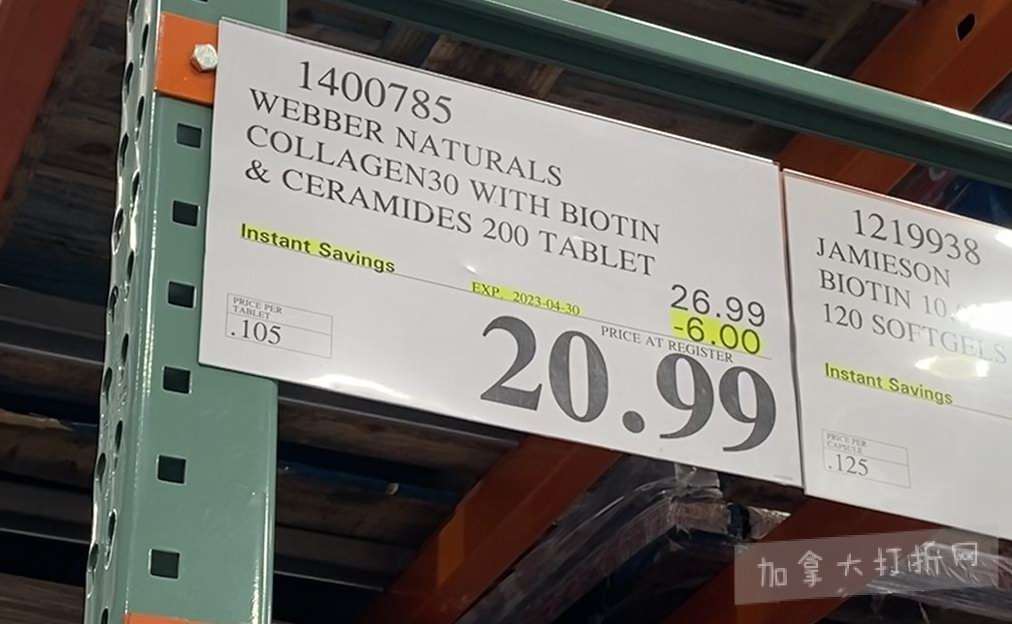 1400785
WEBBER NATURALS
COLLAGEN30 WITH BIOTIN
& CERAMIDES 200 TABLET
Instant Savings
EXP. 2023-04-30
26.99
-6.00
PRICE PER
TABLET
.105
PRICE AT REGISTER
20.99
1219938
JAMIESON
BIOTIN 10,
120 SOFTGELS
Instant Savings
PRICE PER
CAPSULE
.125
加拿大打折网